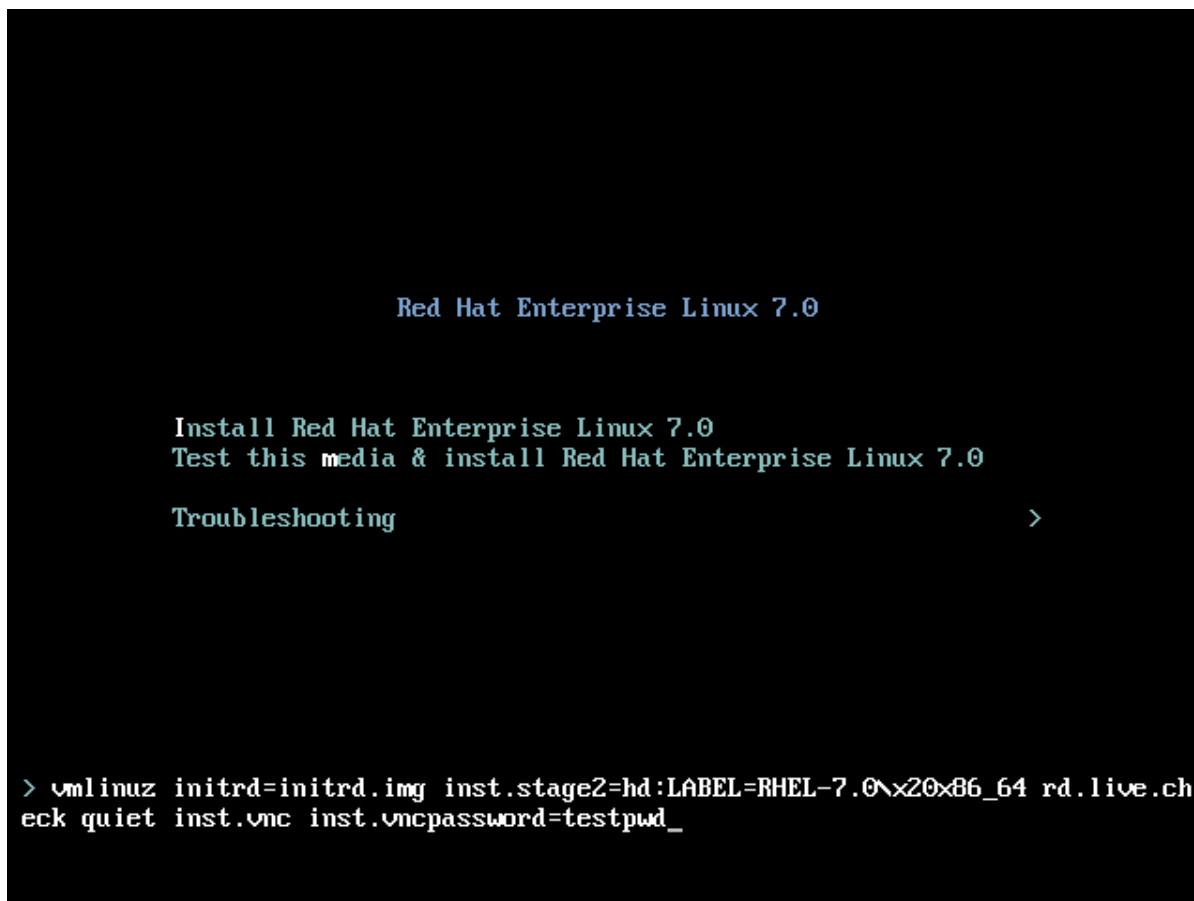 Red Hat Enterprise Linux 7.0
Install Red Hat Enterprise Linux 7.0
Test this media & install Red Hat Enterprise Linux 7.0
Troubleshooting >
> vmlinuz initrd=initrd.img inst.stage2=hd:LABEL=RHEL-7.0\x20x86_64 rd.live.ch
eck quiet inst.vnc inst.vncpassword=testpwd_